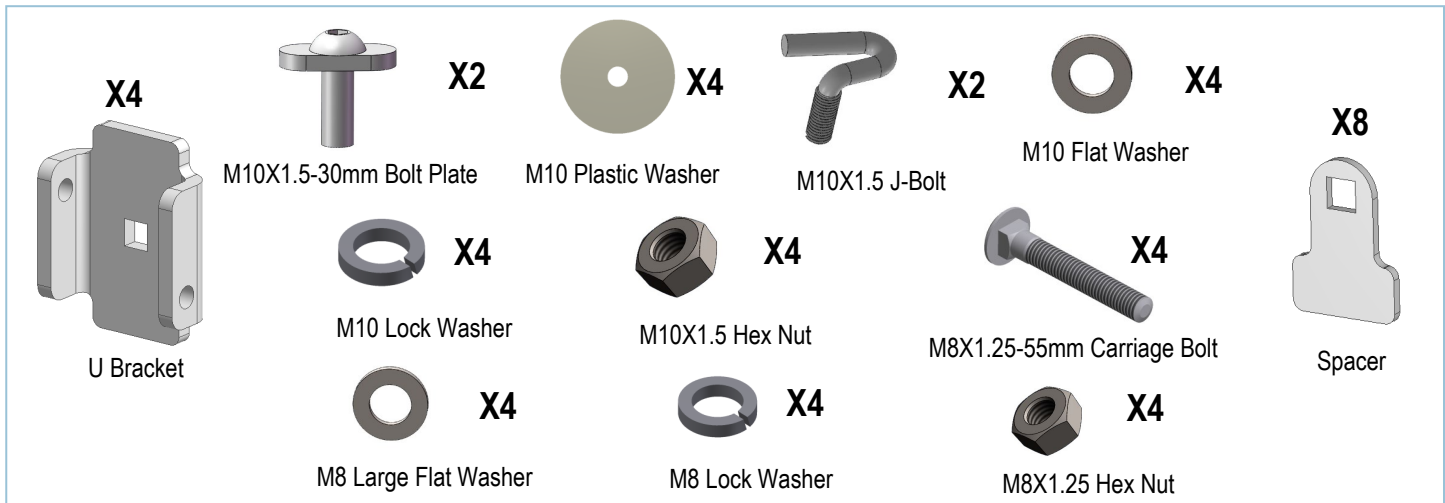 X4
U Bracket
X2
M10X1.5-30mm Bolt Plate
X4
M10 Plastic Washer
X2
M10X1.5 J-Bolt
X4
M10 Flat Washer
X8
Spacer
X4
M10 Lock Washer
X4
M10X1.5 Hex Nut
X4
M8X1.25-55mm Carriage Bolt
X4
M8 Large Flat Washer
X4
M8 Lock Washer
X4
M8X1.25 Hex Nut